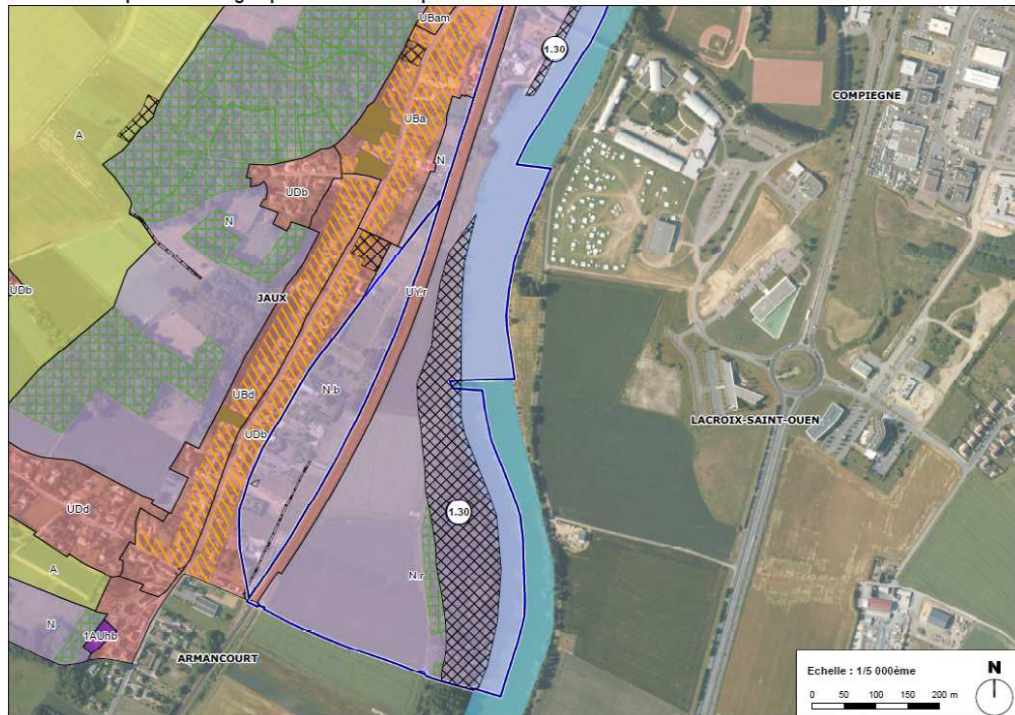 UBam
1.30
COMPIEGNE
A
UBa
N
UDb
N
UDb
JAUX
UY.r
N.b
UBd
LACROIX-SAINT-OUEN
UDb
UDd
1.30
A
N.r
N
1AUhb
ARMANCOURT
Echelle : 1/5 000ème
N
0 50 100 150 200 m